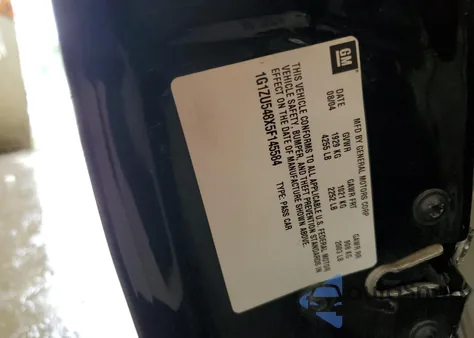 GM
MFD BY GENERAL MOTORS CORP
DATE GVWR GAWR FRT GAWR RR
08/04 1929 KG 1021 KG 908 KG
4255 LB 2252 LB 2003 LB
THIS VEHICLE CONFORMS TO ALL APPLICABLE U.S. FEDERAL MOTOR
VEHICLE SAFETY, BUMPER, AND THEFT PREVENTION STANDARDS IN
EFFECT ON THE DATE OF MANUFACTURE SHOWN ABOVE.
1G1ZU548X5F145584 TYPE: PASS CAR